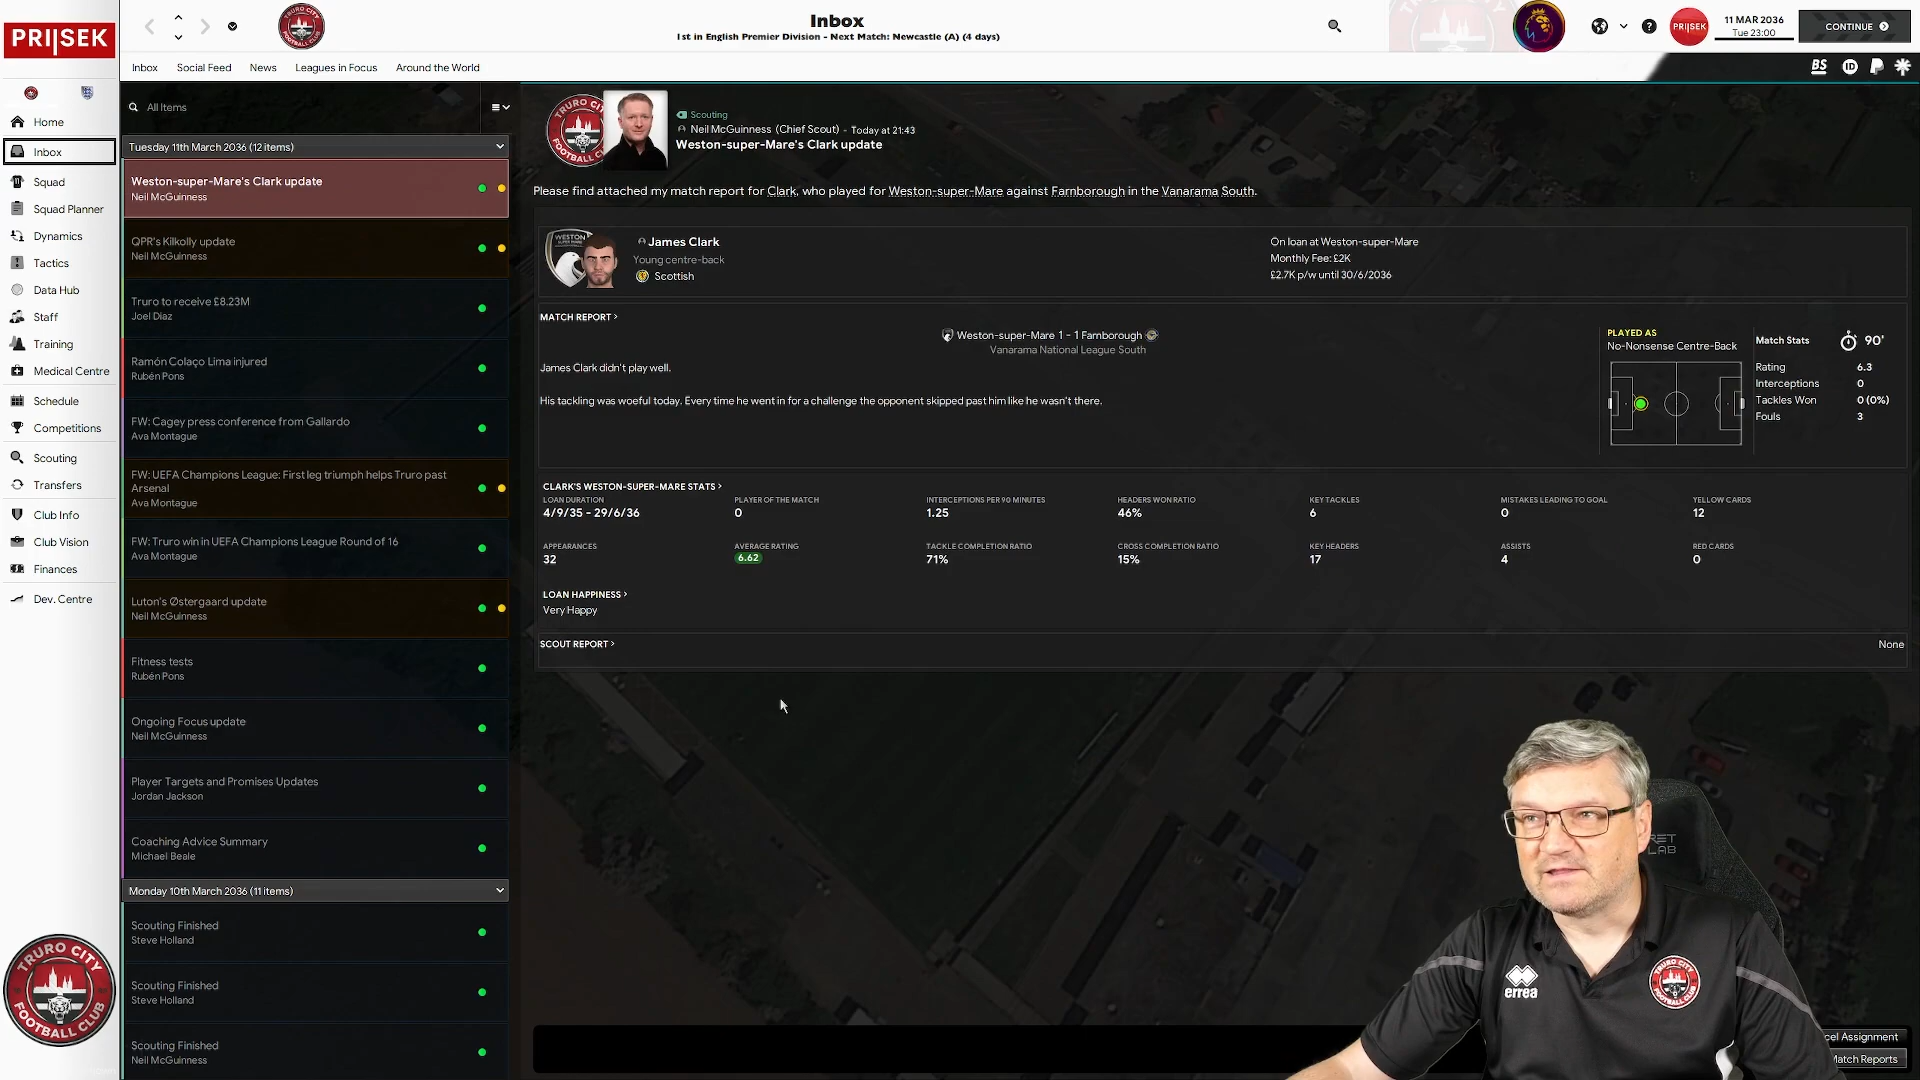 PRIJSEK
Inbox
1st in English Premier Division - Next Match: Newcastle (A) (4 days)
PRIJSEK
11 MAR 2036
Tue 23:00
CONTINUE
Inbox
Social Feed
News
Leagues in Focus
Around the World
BS
ID
Home
Inbox
Squad
Squad Planner
Dynamics
Tactics
Data Hub
Staff
Training
Medical Centre
Schedule
Competitions
Scouting
Transfers
Club Info
Club Vision
Finances
Dev. Centre
TRURO CITY
FOOTBALL CLUB
All Items
Tuesday 11th March 2036 (12 items)
Weston-super-Mare's Clark update
Neil McGuinness
QPR's Kilkolly update
Neil McGuinness
Truro to receive £8.23M
Joel Diaz
Ramón Colaço Lima injured
Rubén Pons
FW: Cagey press conference from Gallardo
Ava Montague
FW: UEFA Champions League: First leg triumph helps Truro past
Arsenal
Ava Montague
FW: Truro win in UEFA Champions League Round of 16
Ava Montague
Luton's Østergaard update
Neil McGuinness
Fitness tests
Rubén Pons
Ongoing Focus update
Neil McGuinness
Player Targets and Promises Updates
Jordan Jackson
Coaching Advice Summary
Michael Beale
Monday 10th March 2036 (11 items)
Scouting Finished
Steve Holland
Scouting Finished
Steve Holland
Scouting Finished
Neil McGuinness
Scouting
Neil McGuinness (Chief Scout) - Today at 21:43
Weston-super-Mare's Clark update
Please find attached my match report for Clark, who played for Weston-super-Mare against Farnborough in the Vanarama South.
James Clark
Young centre-back
Scottish
On loan at Weston-super-Mare
Monthly Fee: £2K
£2.7K p/w until 30/6/2036
MATCH REPORT >
Weston-super-Mare 1 - 1 Farnborough
Vanarama National League South
James Clark didn't play well.
His tackling was woeful today. Every time he went in for a challenge the opponent skipped past him like he wasn't there.
PLAYED AS
No-Nonsense Centre-Back
Match Stats 90'
Rating 6.3
Interceptions 0
Tackles Won 0 (0%)
Fouls 3
CLARK'S WESTON-SUPER-MARE STATS >
LOAN DURATION
4/9/35 - 29/6/36
PLAYER OF THE MATCH
0
INTERCEPTIONS PER 90 MINUTES
1.25
HEADERS WON RATIO
46%
KEY TACKLES
6
MISTAKES LEADING TO GOAL
0
YELLOW CARDS
12
APPEARANCES
32
AVERAGE RATING
6.62
TACKLE COMPLETION RATIO
71%
CROSS COMPLETION RATIO
15%
KEY HEADERS
17
ASSISTS
4
RED CARDS
0
LOAN HAPPINESS >
Very Happy
SCOUT REPORT >
None
errea
cel Assignment
Match Reports